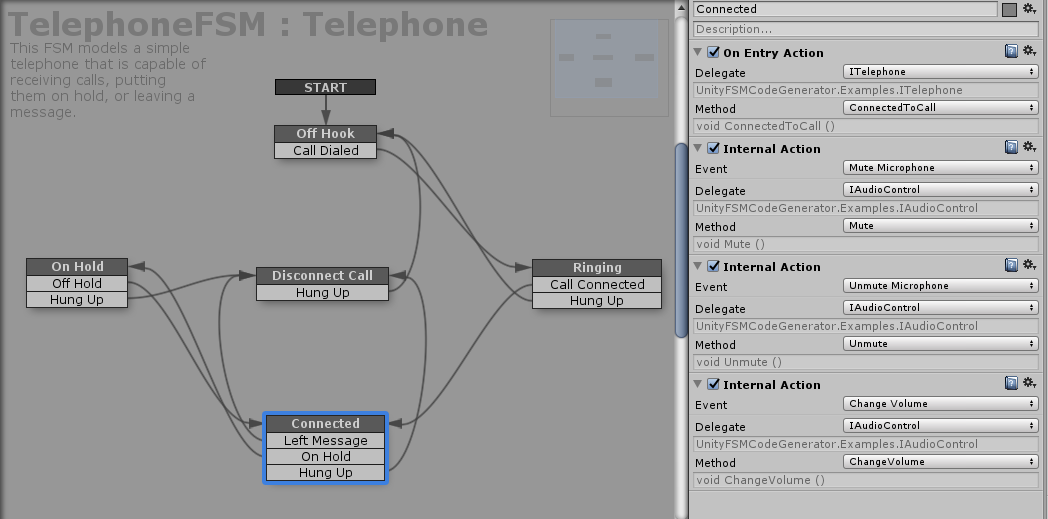 TelephoneFSM : Telephone
This FSM models a simple
telephone that is capable of
receiving calls, putting
them on hold, or leaving a
message.
START
Off Hook
Call Dialed
On Hold
Off Hold
Hung Up
Disconnect Call
Hung Up
Ringing
Call Connected
Hung Up
Connected
Left Message
On Hold
Hung Up
Connected
Description...
On Entry Action
Delegate ITelephone
UnityFSMCodeGenerator.Examples.ITelephone
Method ConnectedToCall
void ConnectedToCall ()
Internal Action
Event Mute Microphone
Delegate IAudioControl
UnityFSMCodeGenerator.Examples.IAudioControl
Method Mute
void Mute ()
Internal Action
Event Unmute Microphone
Delegate IAudioControl
UnityFSMCodeGenerator.Examples.IAudioControl
Method Unmute
void Unmute ()
Internal Action
Event Change Volume
Delegate IAudioControl
UnityFSMCodeGenerator.Examples.IAudioControl
Method ChangeVolume
void ChangeVolume ()